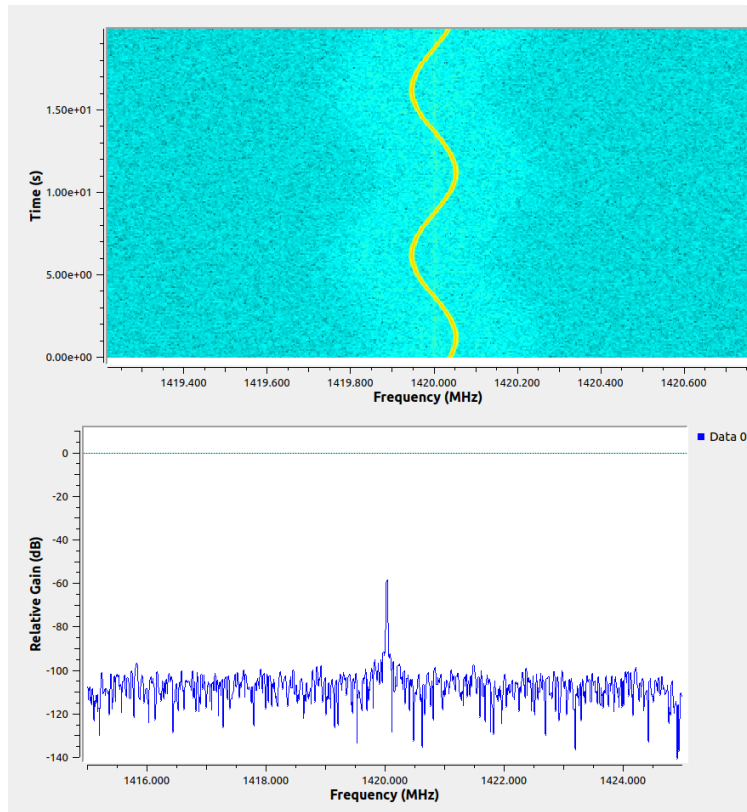 Time (s)
1.50e+01
1.00e+01
5.00e+00
0.00e+00
1419.400 1419.600 1419.800 1420.000 1420.200 1420.400 1420.600
Frequency (MHz)
Data 0
Relative Gain (dB)
0
-20
-40
-60
-80
-100
-120
-140
1416.000 1418.000 1420.000 1422.000 1424.000
Frequency (MHz)